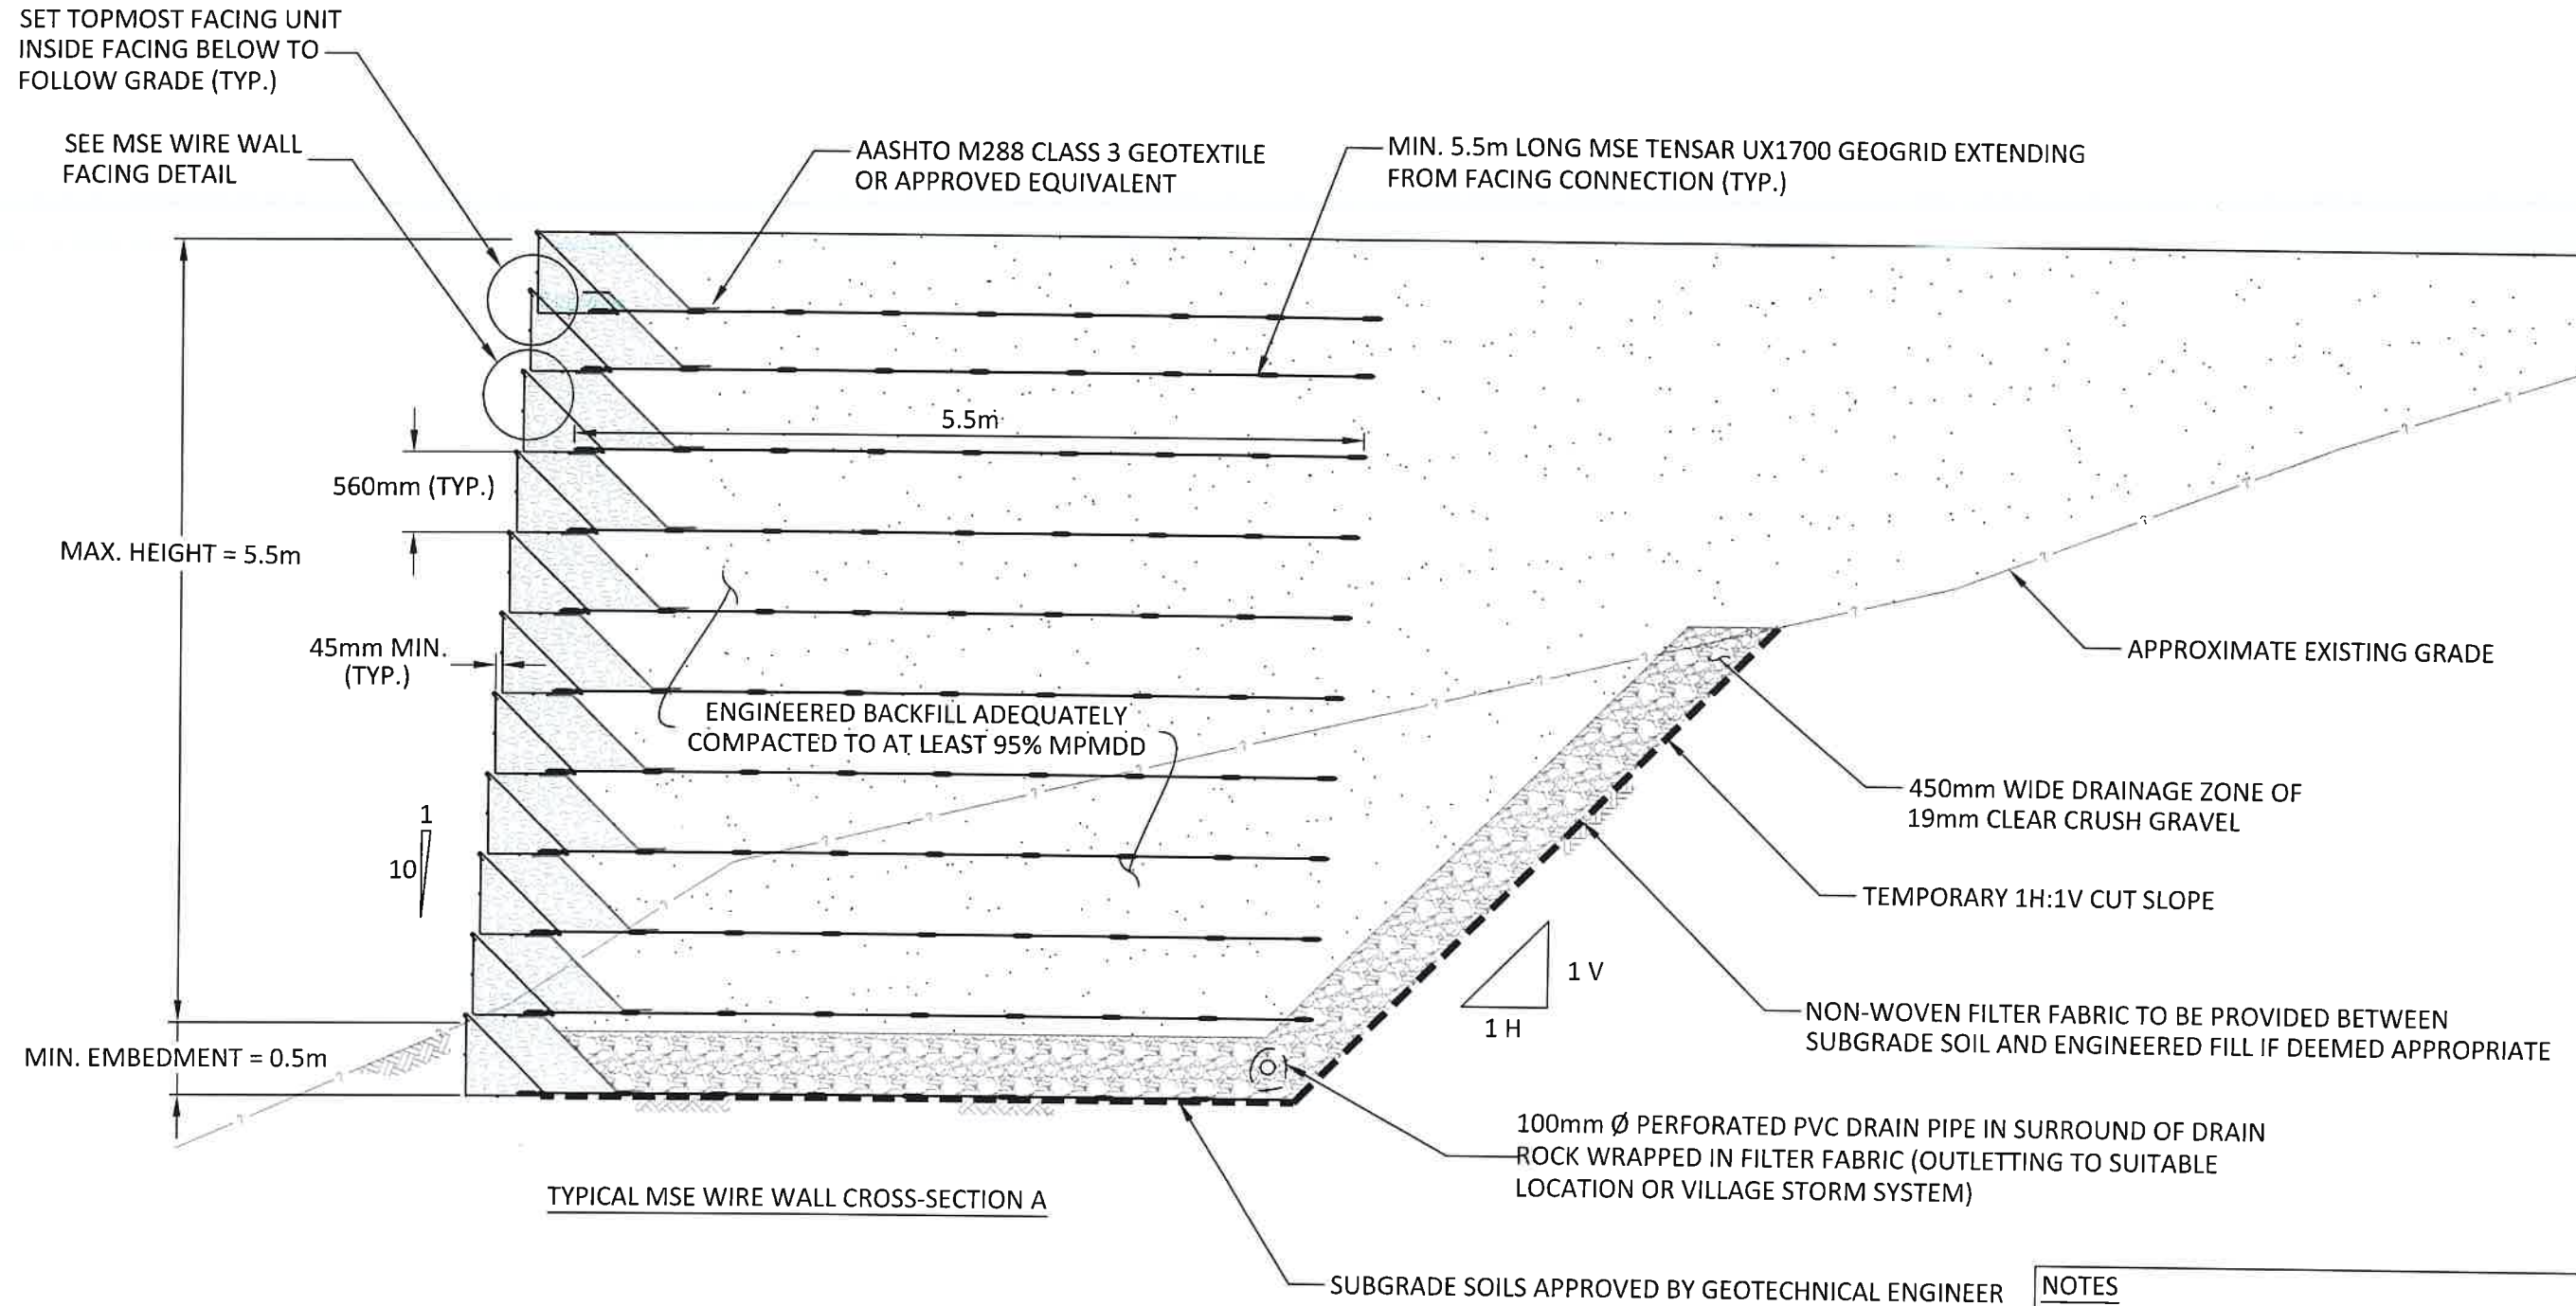 SET TOPMOST FACING UNIT
INSIDE FACING BELOW TO
FOLLOW GRADE (TYP.)
SEE MSE WIRE WALL
FACING DETAIL
AASHTO M288 CLASS 3 GEOTEXTILE
OR APPROVED EQUIVALENT
MIN. 5.5m LONG MSE TENSAR UX1700 GEOGRID EXTENDING
FROM FACING CONNECTION (TYP.)
5.5m
560mm (TYP.)
MAX. HEIGHT = 5.5m
45mm MIN.
(TYP.)
ENGINEERED BACKFILL ADEQUATELY
COMPACTED TO AT LEAST 95% MPMDD
APPROXIMATE EXISTING GRADE
450mm WIDE DRAINAGE ZONE OF
19mm CLEAR CRUSH GRAVEL
1
10
TEMPORARY 1H:1V CUT SLOPE
1 V
1 H
NON-WOVEN FILTER FABRIC TO BE PROVIDED BETWEEN
SUBGRADE SOIL AND ENGINEERED FILL IF DEEMED APPROPRIATE
MIN. EMBEDMENT = 0.5m
100mm Ø PERFORATED PVC DRAIN PIPE IN SURROUND OF DRAIN
ROCK WRAPPED IN FILTER FABRIC (OUTLETTING TO SUITABLE
LOCATION OR VILLAGE STORM SYSTEM)
TYPICAL MSE WIRE WALL CROSS-SECTION A
SUBGRADE SOILS APPROVED BY GEOTECHNICAL ENGINEER
NOTES